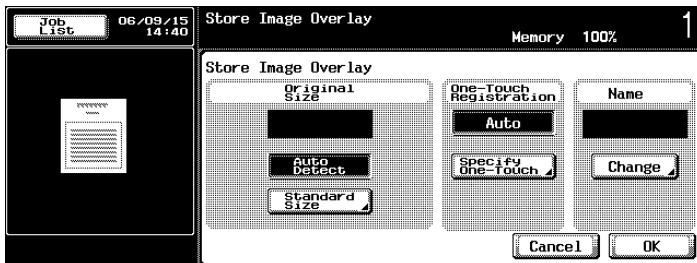 Job
List
06/09/15
14:40
Store Image Overlay
Memory 100%
1
Store Image Overlay
Original
Size
Auto
Detect
Standard
Size
One-Touch
Registration
Auto
Specify
One-Touch
Name
Change
Cancel
OK